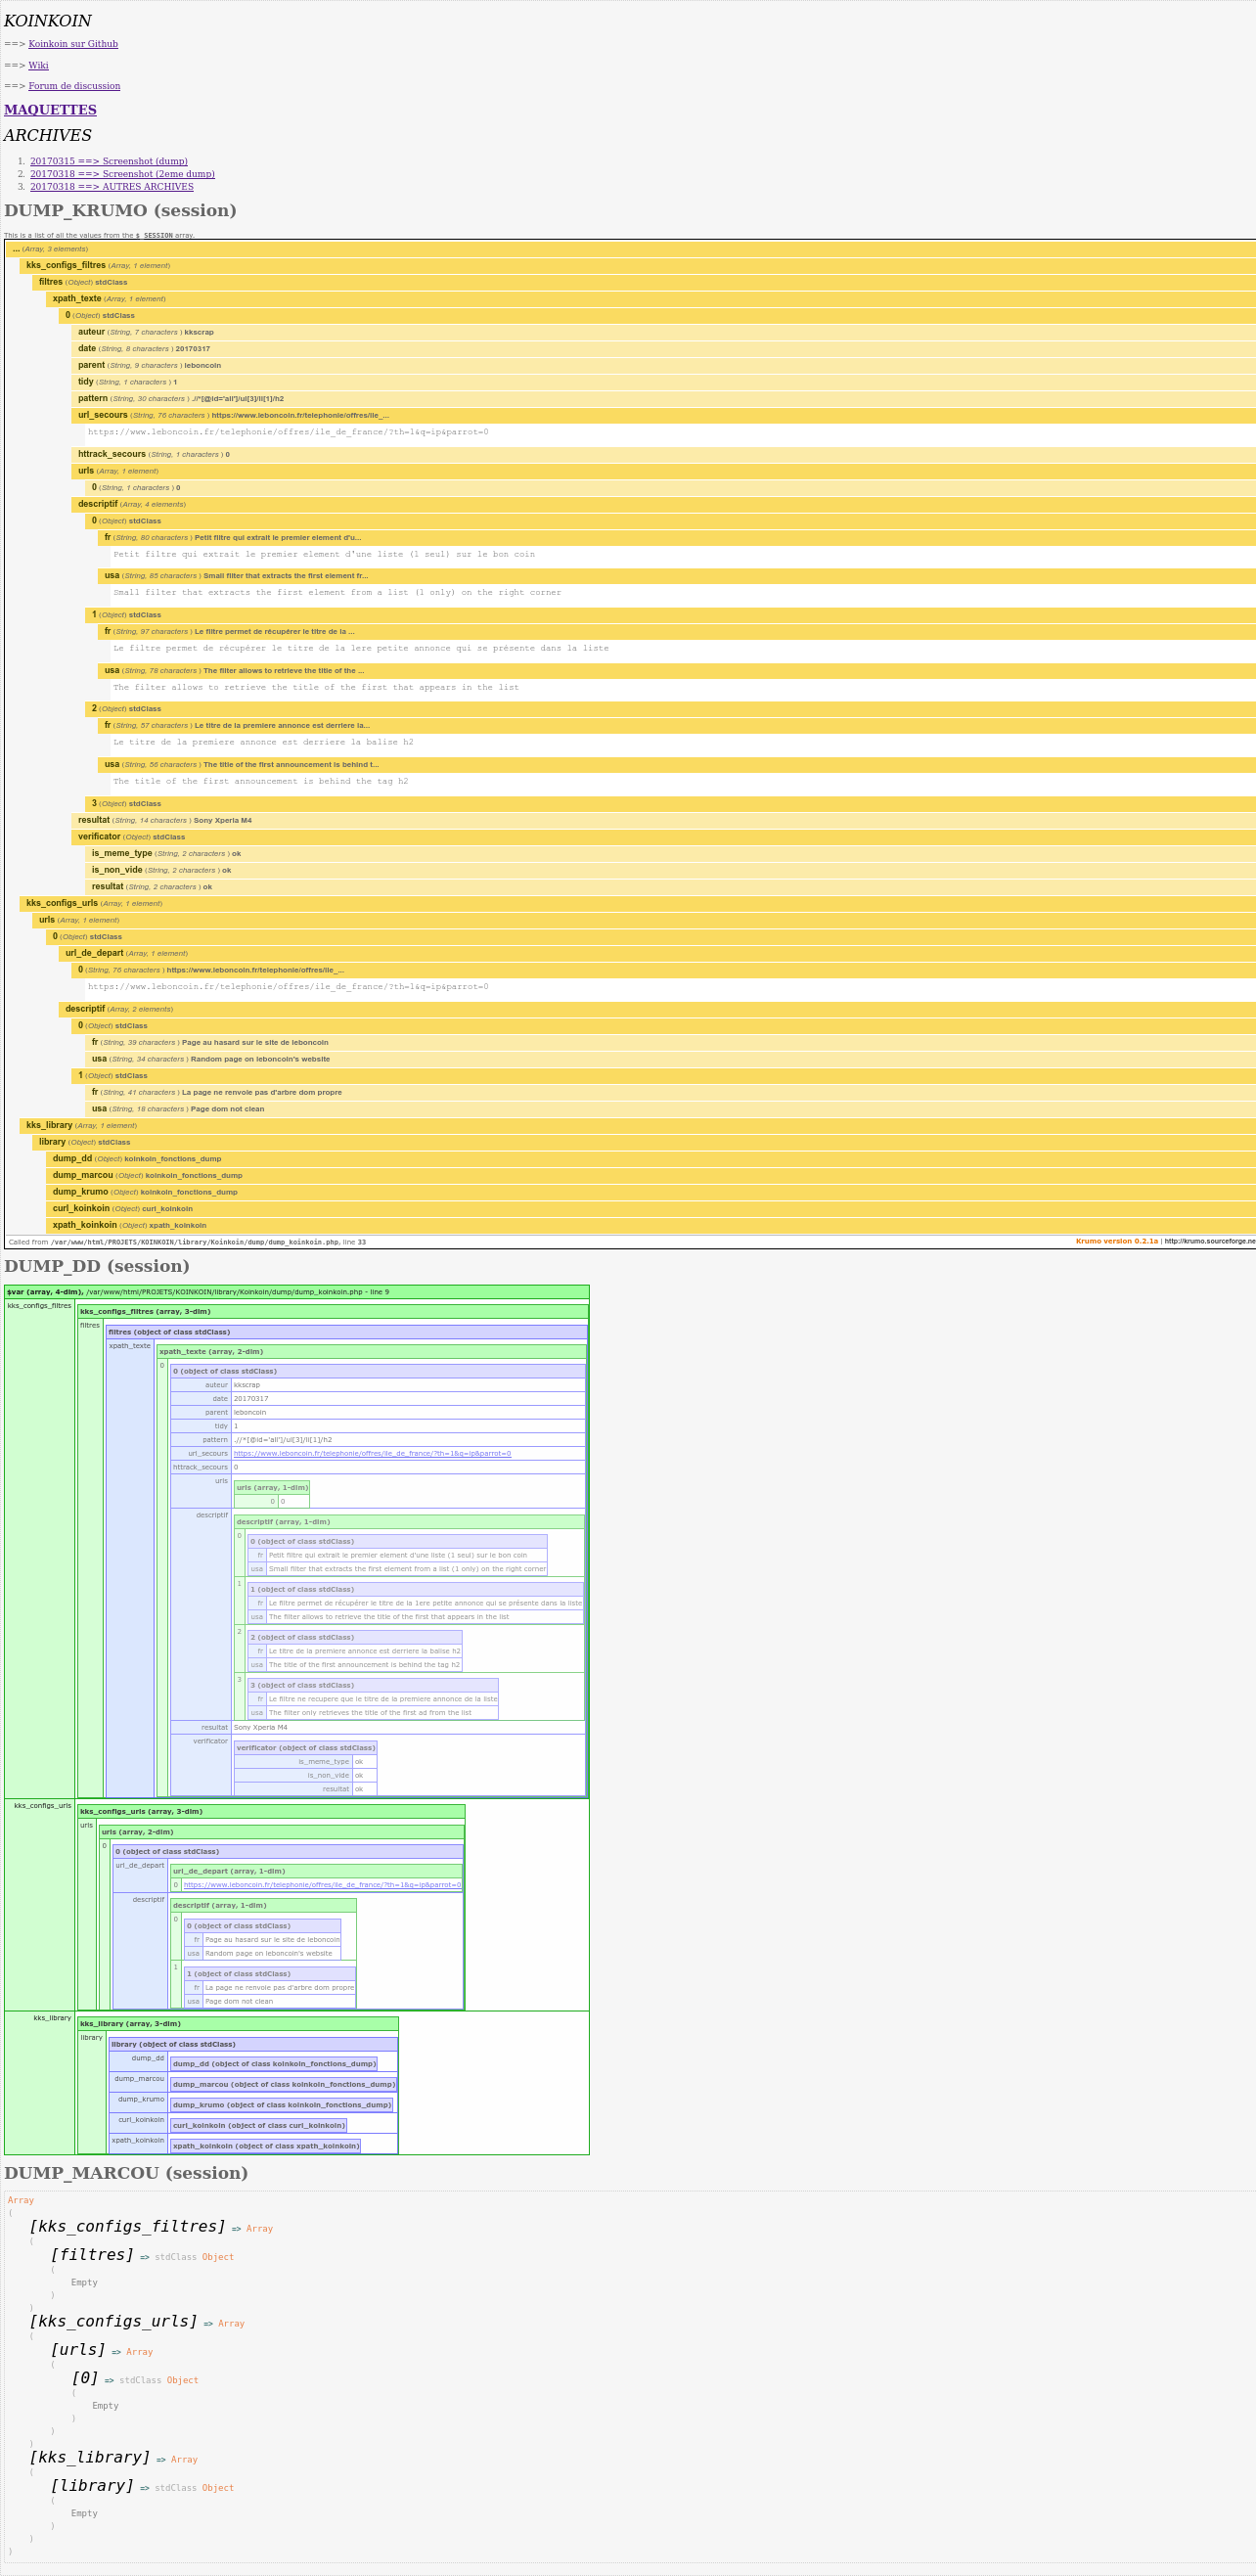 KOINKOIN
==> Koinkoin sur Github
==> Wiki
==> Forum de discussion
MAQUETTES
ARCHIVES
1. 20170315 ==> Screenshot (dump)
2. 20170318 ==> Screenshot (2eme dump)
3. 20170318 ==> AUTRES ARCHIVES
DUMP_KRUMO (session)
This is a list of all the values from the $_SESSION array.
... (Array, 3 elements)
kks_configs_filtres (Array, 1 element)
filtres (Object) stdClass
xpath_texte (Array, 1 element)
0 (Object) stdClass
auteur (String, 7 characters ) kkscrap
date (String, 8 characters ) 20170317
parent (String, 9 characters ) leboncoin
tidy (String, 1 characters ) 1
pattern (String, 30 characters ) .//*[@id='all']/ul[3]/li[1]/h2
url_secours (String, 76 characters ) https://www.leboncoin.fr/telephonie/offres/ile_...
https://www.leboncoin.fr/telephonie/offres/ile_de_france/?th=1&q=ip&parrot=0
httrack_secours (String, 1 characters ) 0
urls (Array, 1 element)
0 (String, 1 characters ) 0
descriptif (Array, 4 elements)
0 (Object) stdClass
fr (String, 80 characters ) Petit filtre qui extrait le premier element d'u...
Petit filtre qui extrait le premier element d'une liste (1 seul) sur le bon coin
usa (String, 85 characters ) Small filter that extracts the first element fr...
Small filter that extracts the first element from a list (1 only) on the right corner
1 (Object) stdClass
fr (String, 97 characters ) Le filtre permet de récupérer le titre de la ...
Le filtre permet de récupérer le titre de la 1ere petite annonce qui se présente dans la liste
usa (String, 78 characters ) The filter allows to retrieve the title of the ...
The filter allows to retrieve the title of the first that appears in the list
2 (Object) stdClass
fr (String, 57 characters ) Le titre de la premiere annonce est derriere la...
Le titre de la premiere annonce est derriere la balise h2
usa (String, 56 characters ) The title of the first announcement is behind t...
The title of the first announcement is behind the tag h2
3 (Object) stdClass
resultat (String, 14 characters ) Sony Xperia M4
verificator (Object) stdClass
is_meme_type (String, 2 characters ) ok
is_non_vide (String, 2 characters ) ok
resultat (String, 2 characters ) ok
kks_configs_urls (Array, 1 element)
urls (Array, 1 element)
0 (Object) stdClass
url_de_depart (Array, 1 element)
0 (String, 76 characters ) https://www.leboncoin.fr/telephonie/offres/ile_...
https://www.leboncoin.fr/telephonie/offres/ile_de_france/?th=1&q=ip&parrot=0
descriptif (Array, 2 elements)
0 (Object) stdClass
fr (String, 39 characters ) Page au hasard sur le site de leboncoin
usa (String, 34 characters ) Random page on leboncoin's website
1 (Object) stdClass
fr (String, 41 characters ) La page ne renvoie pas d'arbre dom propre
usa (String, 18 characters ) Page dom not clean
kks_library (Array, 1 element)
library (Object) stdClass
dump_dd (Object) koinkoin_fonctions_dump
dump_marcou (Object) koinkoin_fonctions_dump
dump_krumo (Object) koinkoin_fonctions_dump
curl_koinkoin (Object) curl_koinkoin
xpath_koinkoin (Object) xpath_koinkoin
Called from /var/www/html/PROJETS/KOINKOIN/library/Koinkoin/dump/dump_koinkoin.php, line 33 Krumo version 0.2.1a | http://krumo.sourceforge.ne
DUMP_DD (session)
$var (array, 4-dim), /var/www/html/PROJETS/KOINKOIN/library/Koinkoin/dump/dump_koinkoin.php - line 9
kks_configs_filtres
kks_configs_filtres (array, 3-dim)
filtres
filtres (object of class stdClass)
xpath_texte
xpath_texte (array, 2-dim)
0
0 (object of class stdClass)
auteur kkscrap
date 20170317
parent leboncoin
tidy 1
pattern .//*[@id='all']/ul[3]/li[1]/h2
url_secours https://www.leboncoin.fr/telephonie/offres/ile_de_france/?th=1&q=ip&parrot=0
httrack_secours 0
urls
urls (array, 1-dim)
0 0
descriptif
descriptif (array, 1-dim)
0
0 (object of class stdClass)
fr Petit filtre qui extrait le premier element d'une liste (1 seul) sur le bon coin
usa Small filter that extracts the first element from a list (1 only) on the right corner
1
1 (object of class stdClass)
fr Le filtre permet de récupérer le titre de la 1ere petite annonce qui se présente dans la liste
usa The filter allows to retrieve the title of the first that appears in the list
2
2 (object of class stdClass)
fr Le titre de la premiere annonce est derriere la balise h2
usa The title of the first announcement is behind the tag h2
3
3 (object of class stdClass)
fr Le filtre ne recupere que le titre de la premiere annonce de la liste
usa The filter only retrieves the title of the first ad from the list
resultat Sony Xperia M4
verificator
verificator (object of class stdClass)
is_meme_type ok
is_non_vide ok
resultat ok
kks_configs_urls
kks_configs_urls (array, 3-dim)
urls
urls (array, 2-dim)
0
0 (object of class stdClass)
url_de_depart
url_de_depart (array, 1-dim)
0 https://www.leboncoin.fr/telephonie/offres/ile_de_france/?th=1&q=ip&parrot=0
descriptif
descriptif (array, 1-dim)
0
0 (object of class stdClass)
fr Page au hasard sur le site de leboncoin
usa Random page on leboncoin's website
1
1 (object of class stdClass)
fr La page ne renvoie pas d'arbre dom propre
usa Page dom not clean
kks_library
kks_library (array, 3-dim)
library
library (object of class stdClass)
dump_dd
dump_dd (object of class koinkoin_fonctions_dump)
dump_marcou
dump_marcou (object of class koinkoin_fonctions_dump)
dump_krumo
dump_krumo (object of class koinkoin_fonctions_dump)
curl_koinkoin
curl_koinkoin (object of class curl_koinkoin)
xpath_koinkoin
xpath_koinkoin (object of class xpath_koinkoin)
DUMP_MARCOU (session)
Array
(
[kks_configs_filtres] => Array
(
[filtres] => stdClass Object
(
Empty
)
)
[kks_configs_urls] => Array
(
[urls] => Array
(
[0] => stdClass Object
(
Empty
)
)
)
[kks_library] => Array
(
[library] => stdClass Object
(
Empty
)
)
)